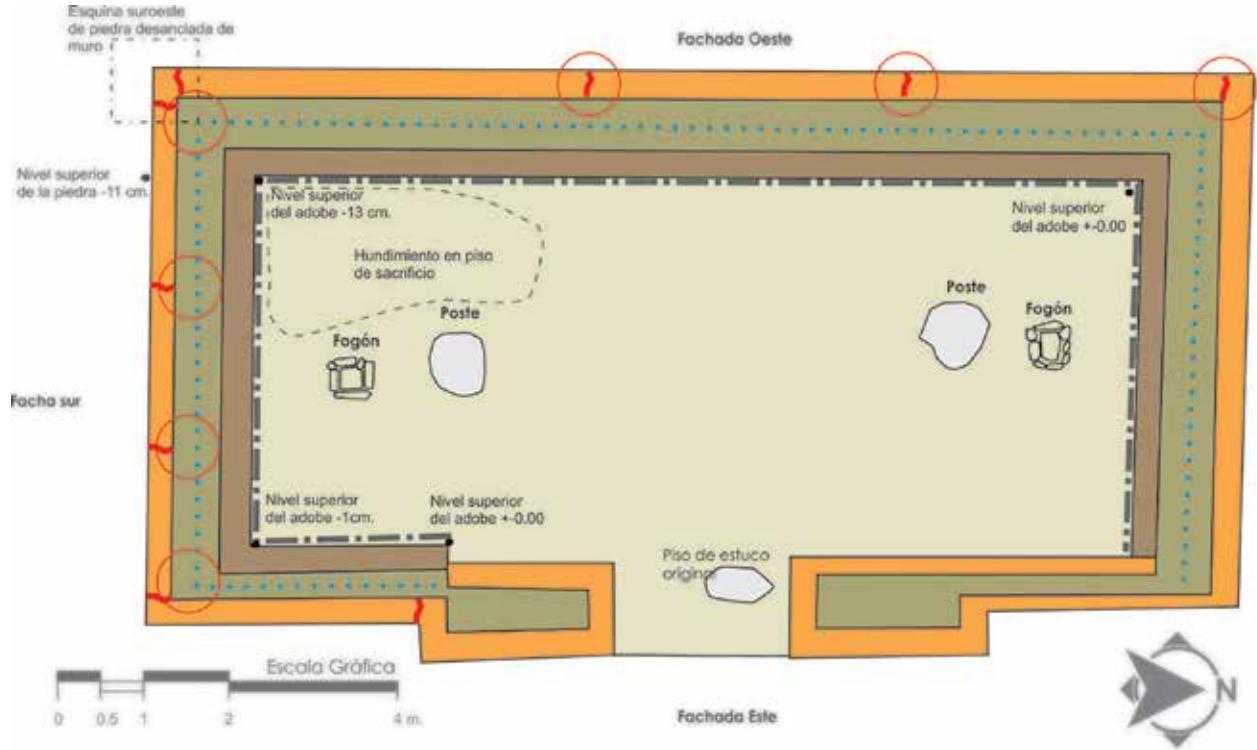 Esquina suroeste
de piedra desanclada de
muro
Fachada Oeste
Nivel superior
de la piedra -11 cm.
Nivel superior
del adobe -13 cm.
Nivel superior
del adobe +-0.00
Hundimiento en piso
de sacrificio
Poste
Fogón
Poste
Fogón
Facha sur
Nivel superior
del adobe -1cm.
Nivel superior
del adobe +-0.00
Piso de estuco
original
Escala Gráfica
0 0.5 1 2 4 m.
Fachada Este
N